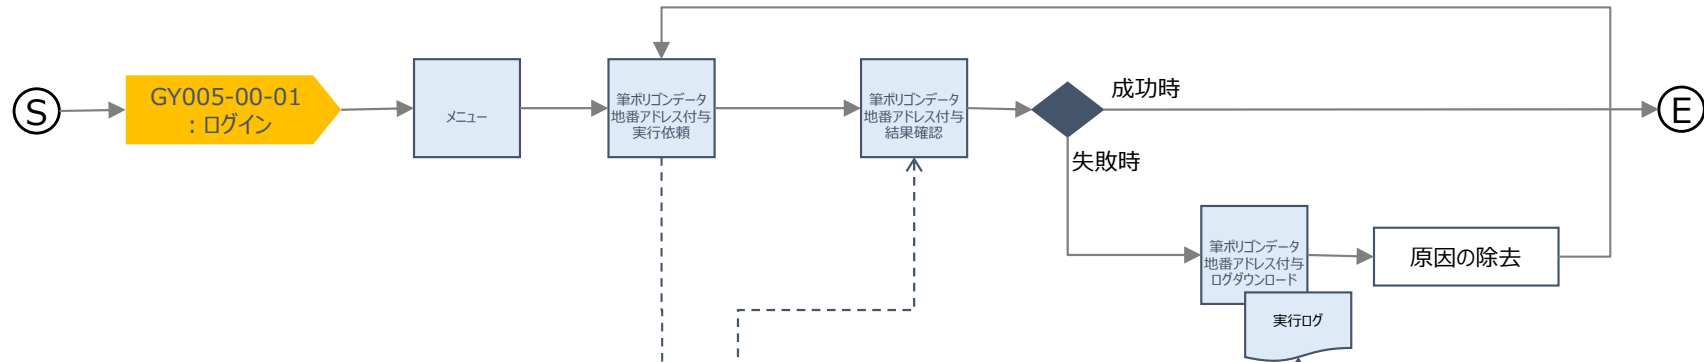 S
GY005-00-01
: ログイン
メニュー
筆ポリゴンデータ
地番アドレス付与
実行依頼
筆ポリゴンデータ
地番アドレス付与
結果確認
成功時
E
失敗時
筆ポリゴンデータ
地番アドレス付与
ログダウンロード
実行ログ
原因の除去